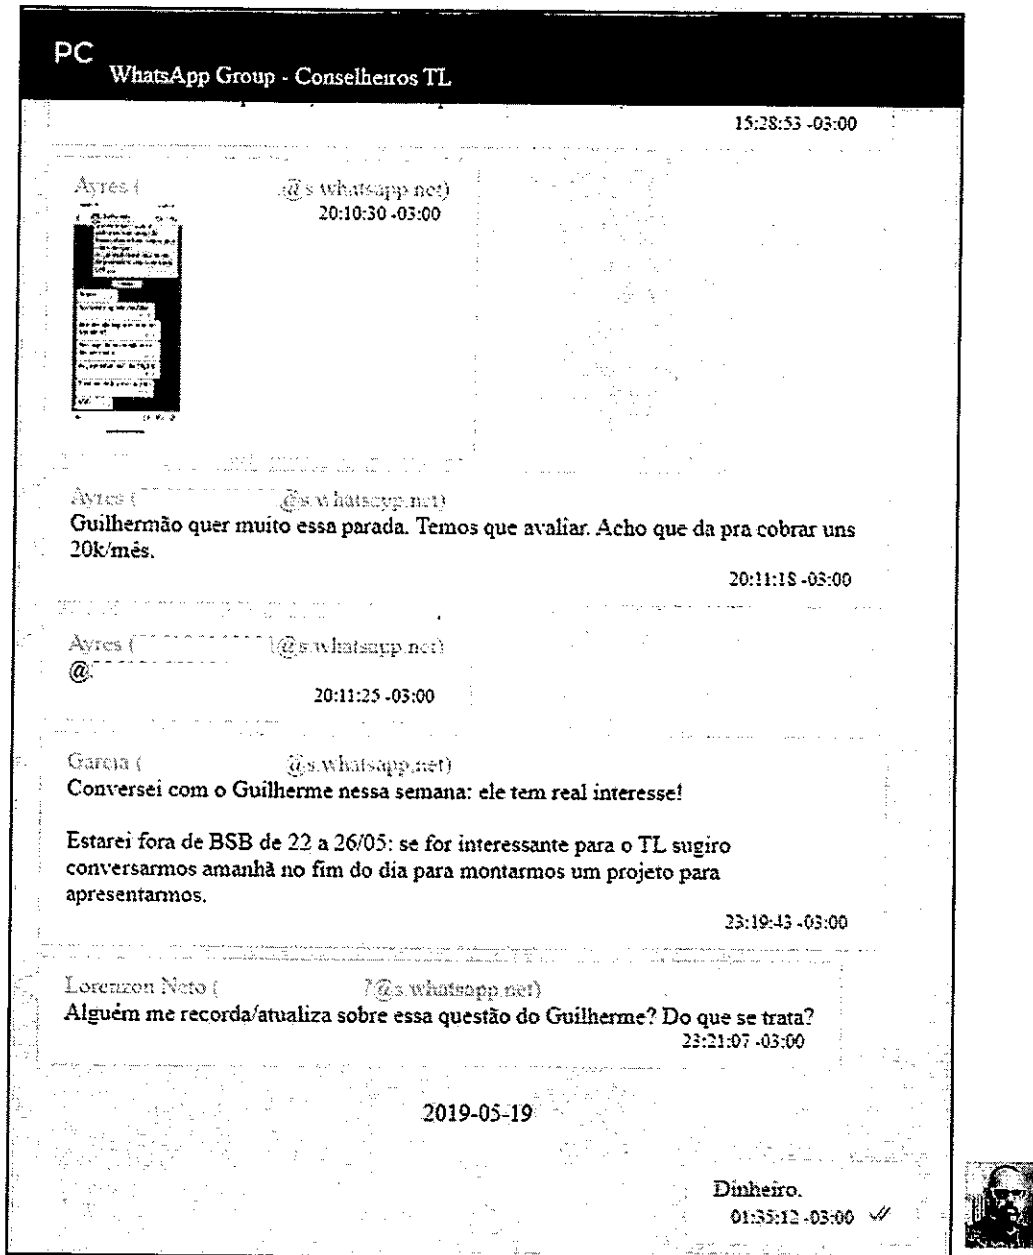 PC
WhatsApp Group - Conselheiros TL
15:28:53 -03:00
Ayres ( @s.whatsapp.net)
20:10:30 -03:00
Ayres ( @s.whatsapp.net)
Guilhermão quer muito essa parada. Temos que avaliar. Acho que da pra cobrar uns
20k/mês.
20:11:18 -03:00
Ayres ( @s.whatsapp.net)
@
20:11:25 -03:00
Garcia ( @s.whatsapp.net)
Conversei com o Guilherme nessa semana: ele tem real interesse!
Estarei fora de BSB de 22 a 26/05: se for interessante para o TL sugiro
conversarmos amanhã no fim do dia para montarmos um projeto para
apresentarmos.
23:19:43 -03:00
Lorenzon Neto ( @s.whatsapp.net)
Alguém me recorda/atualiza sobre essa questão do Guilherme? Do que se trata?
23:21:07 -03:00
2019-05-19
Dinheiro.
01:35:12 -03:00